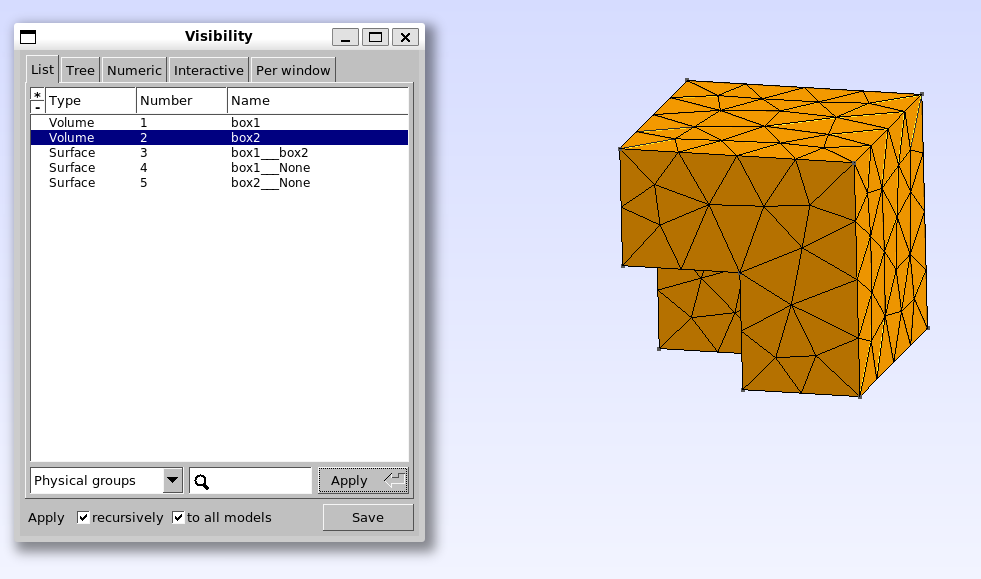 Visibility
List Tree Numeric Interactive Per window
*
- Type Number Name
Volume 1 box1
Volume 2 box2
Surface 3 box1___box2
Surface 4 box1___None
Surface 5 box2___None
Physical groups Apply
Apply recursively to all models Save